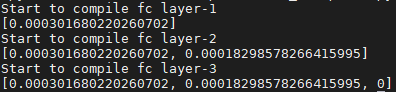 Start to compile fc layer-1
[0.000301680220260702]
Start to compile fc layer-2
[0.000301680220260702, 0.00018298578266415995]
Start to compile fc layer-3
[0.000301680220260702, 0.00018298578266415995, 0]